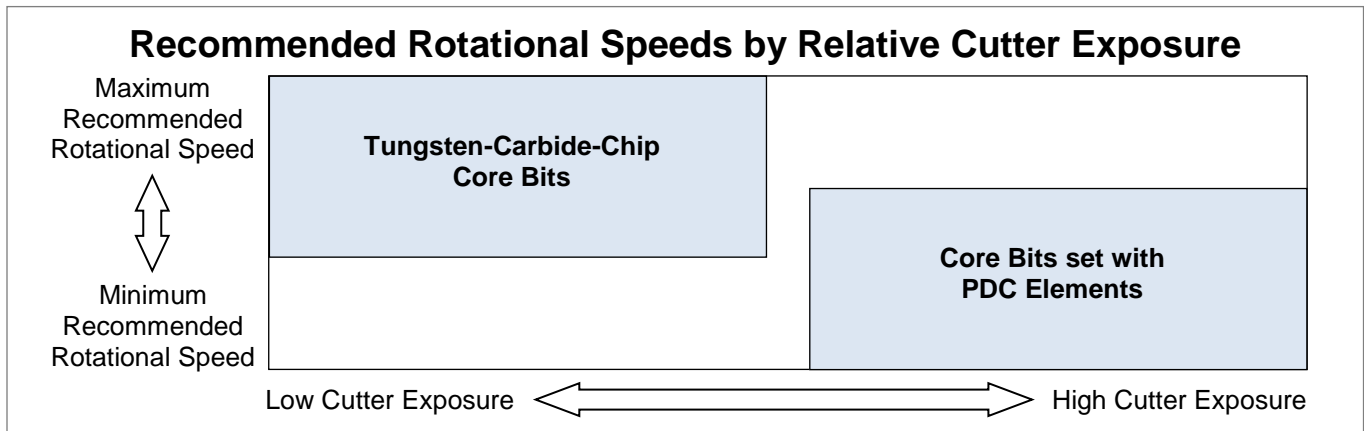 Recommended Rotational Speeds by Relative Cutter Exposure
Maximum
Recommended
Rotational Speed
Tungsten-Carbide-Chip
Core Bits
Core Bits set with
PDC Elements
Minimum
Recommended
Rotational Speed
Low Cutter Exposure
High Cutter Exposure